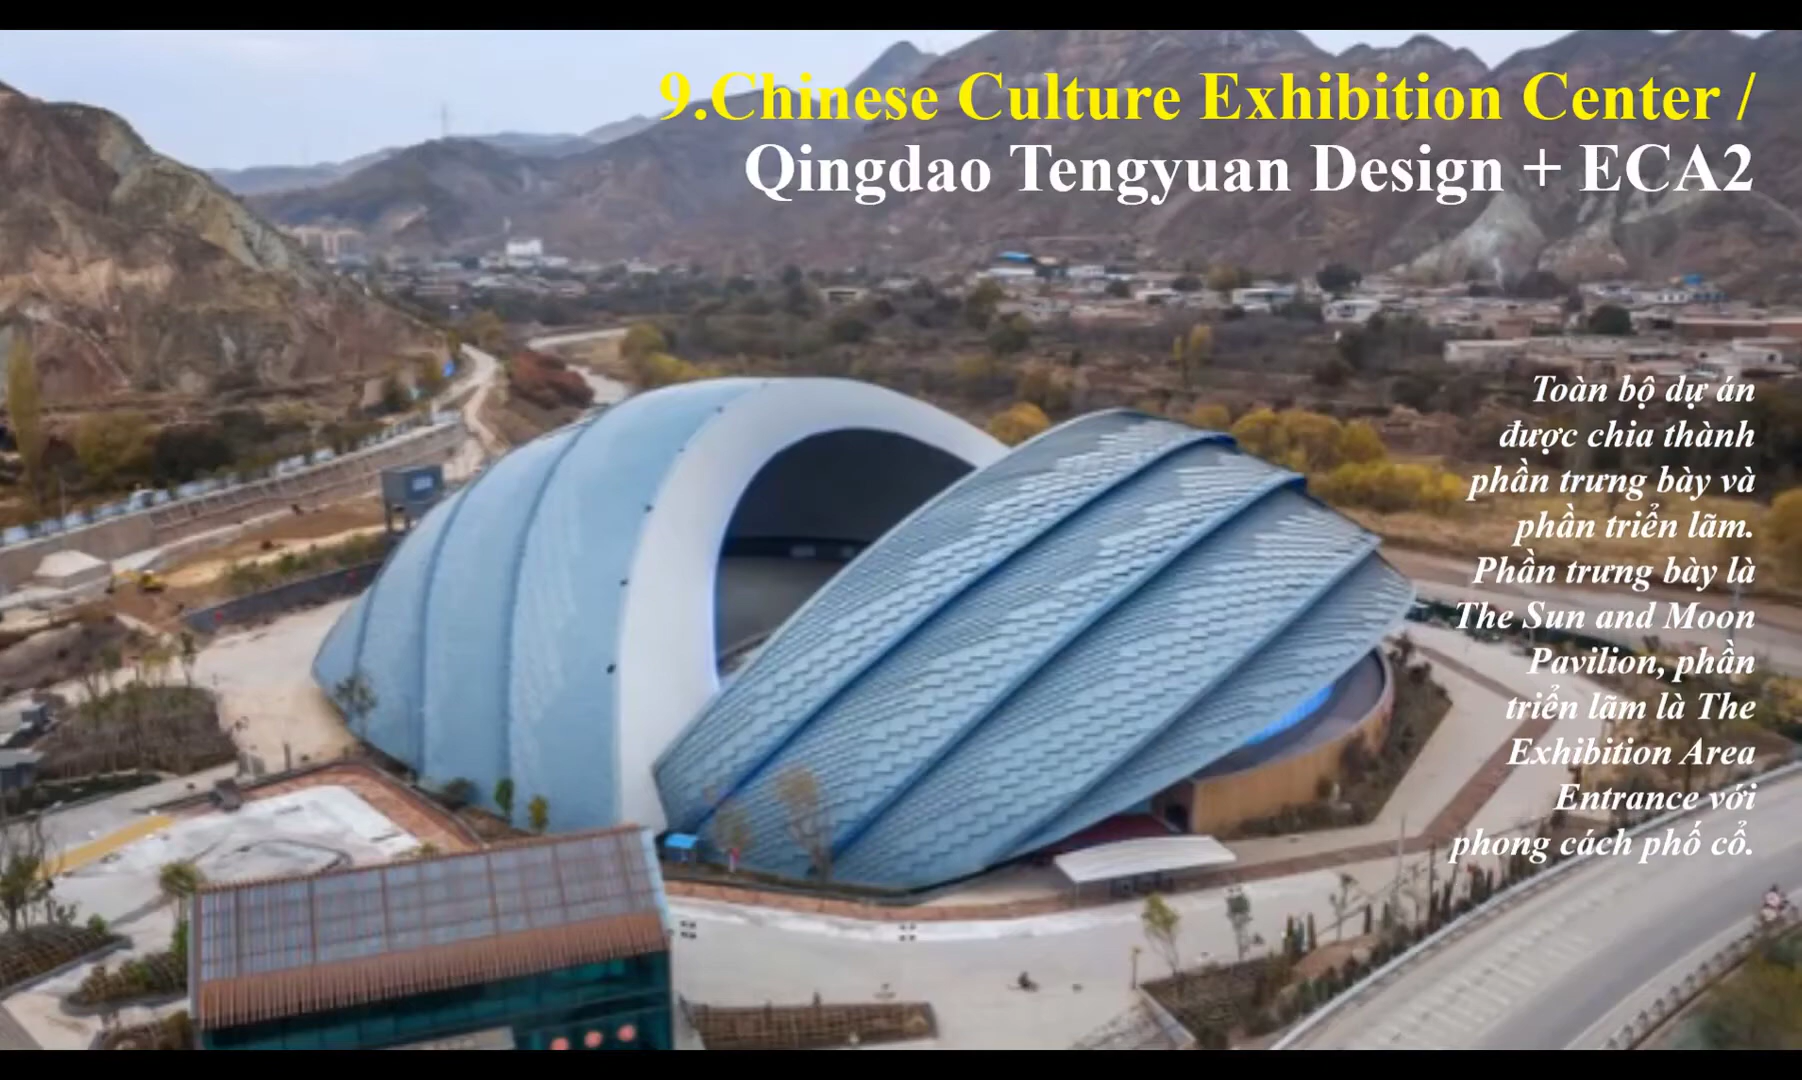 9.Chinese Culture Exhibition Center /
Qingdao Tengyuan Design + ECA2
Toàn bộ dự án
được chia thành
phần trưng bày và
phần triển lãm.
Phần trưng bày là
The Sun and Moon
Pavilion, phần
triển lãm là The
Exhibition Area
Entrance với
phong cách phố cổ.